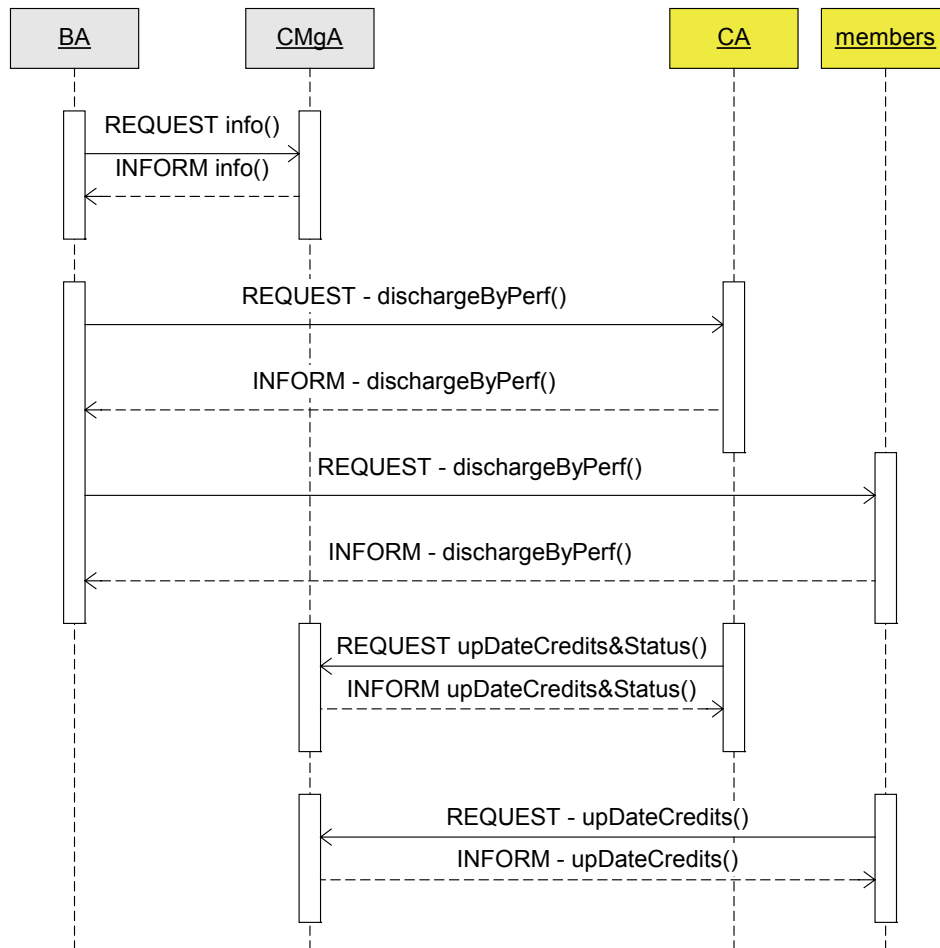 BA
CMgA
CA
members
REQUEST info()
INFORM info()
REQUEST - dischargeByPerf()
INFORM - dischargeByPerf()
REQUEST - dischargeByPerf()
INFORM - dischargeByPerf()
REQUEST upDateCredits&Status()
INFORM upDateCredits&Status()
REQUEST - upDateCredits()
INFORM - upDateCredits()